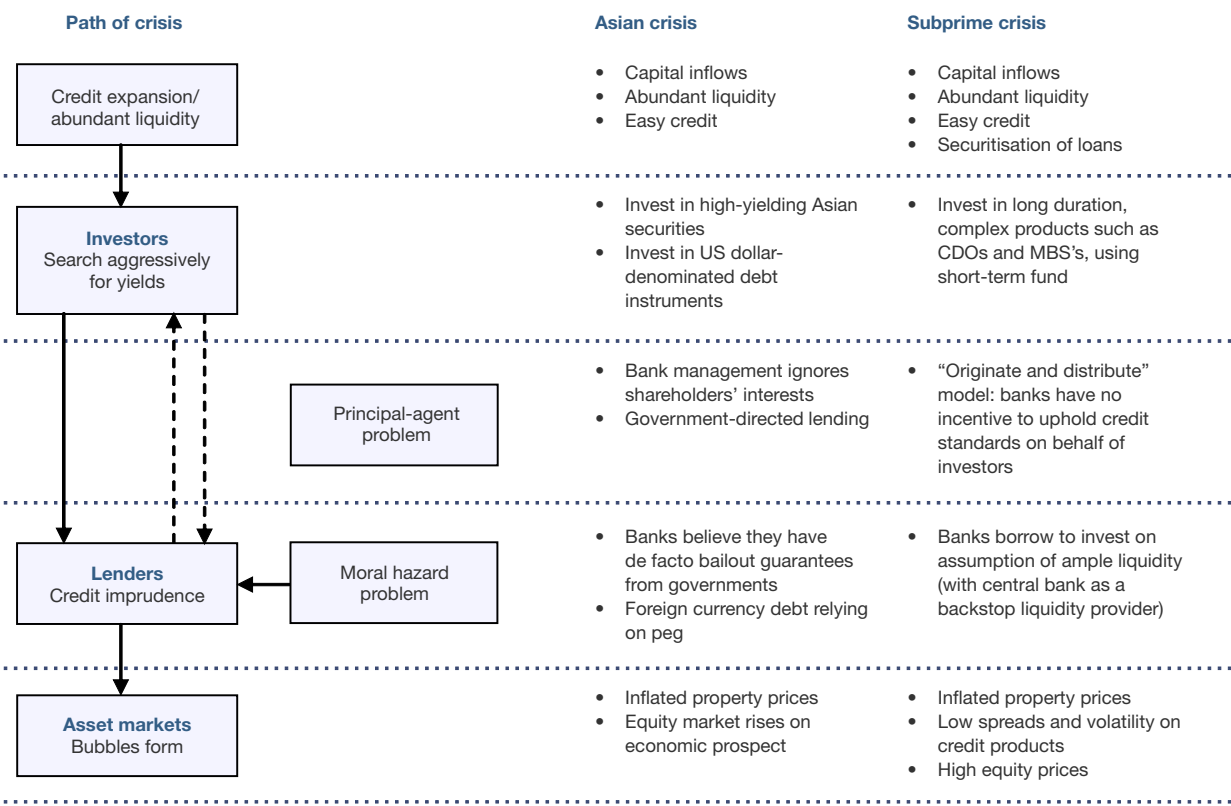 Path of crisis
Asian crisis
Subprime crisis
Credit expansion/
abundant liquidity
• Capital inflows
• Abundant liquidity
• Easy credit
• Capital inflows
• Abundant liquidity
• Easy credit
• Securitisation of loans
Investors
Search aggressively
for yields
• Invest in high-yielding Asian
securities
• Invest in US dollar-
denominated debt
instruments
• Invest in long duration,
complex products such as
CDOs and MBS’s, using
short-term fund
Principal-agent
problem
• Bank management ignores
shareholders’ interests
• Government-directed lending
• “Originate and distribute”
model: banks have no
incentive to uphold credit
standards on behalf of
investors
Lenders
Credit imprudence
Moral hazard
problem
• Banks believe they have
de facto bailout guarantees
from governments
• Foreign currency debt relying
on peg
• Banks borrow to invest on
assumption of ample liquidity
(with central bank as a
backstop liquidity provider)
Asset markets
Bubbles form
• Inflated property prices
• Equity market rises on
economic prospect
• Inflated property prices
• Low spreads and volatility on
credit products
• High equity prices